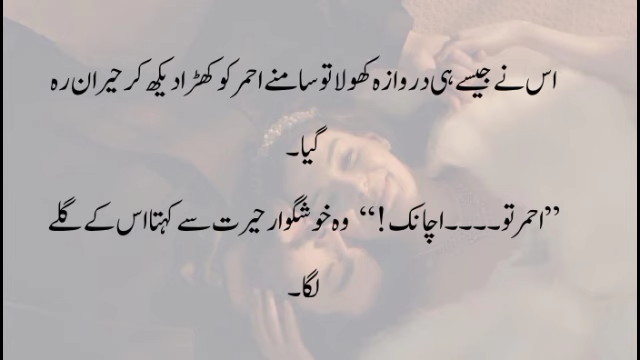 اس نے جیسے ہی دروازہ کھولا تو سامنے احمر کو کھڑا دیکھ کر حیران رہ
گیا۔
”احمر تو۔۔۔۔ اچانک!“ وہ خوشگوار حیرت سے کہتا اس کے گلے
لگا۔